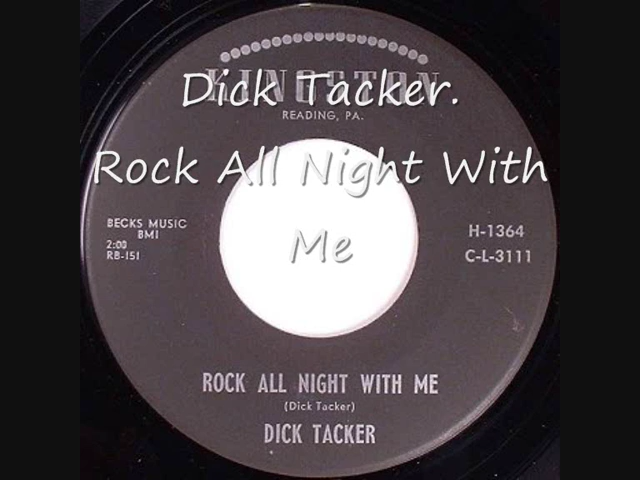 KINGSTON
Dick Tacker.
READING, PA.
Rock All Night With
Me
BECKS MUSIC
BMI
2:00
RB-151
H-1364
C-L-3111
ROCK ALL NIGHT WITH ME
(Dick Tacker)
DICK TACKER